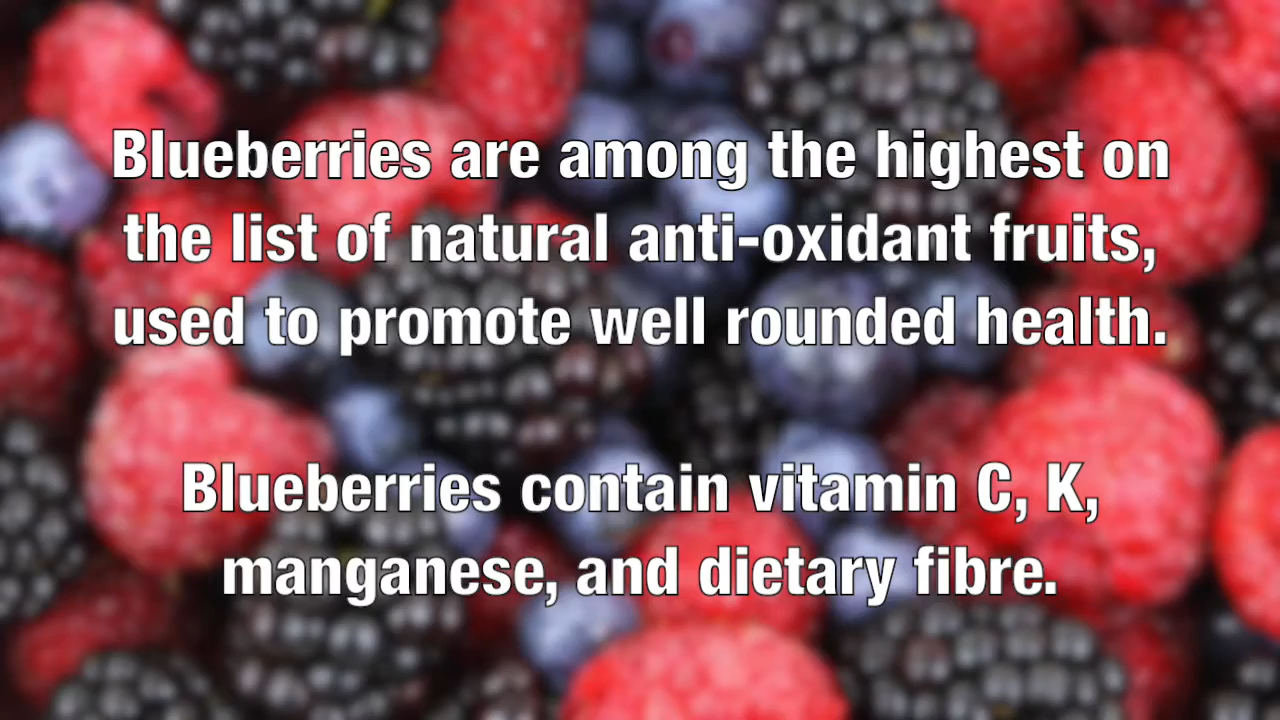 Blueberries are among the highest on
the list of natural anti-oxidant fruits,
used to promote well rounded health.
Blueberries contain vitamin C, K,
manganese, and dietary fibre.